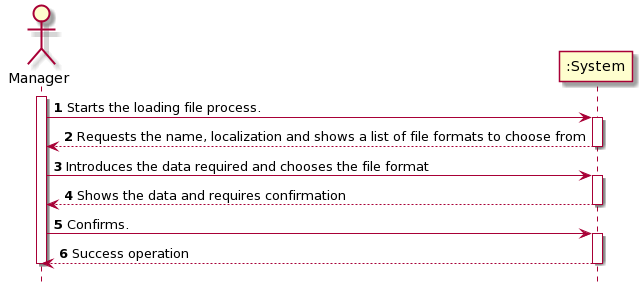 Manager
:System
1 Starts the loading file process.
2 Requests the name, localization and shows a list of file formats to choose from
3 Introduces the data required and chooses the file format
4 Shows the data and requires confirmation
5 Confirms.
6 Success operation